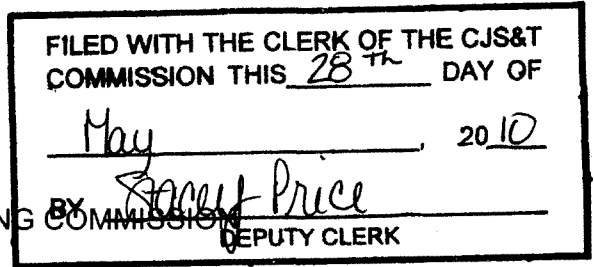 FILED WITH THE CLERK OF THE CJS&T
COMMISSION THIS 28th DAY OF
May, 2010
BY Stacey Price
NG COMMISSION
DEPUTY CLERK